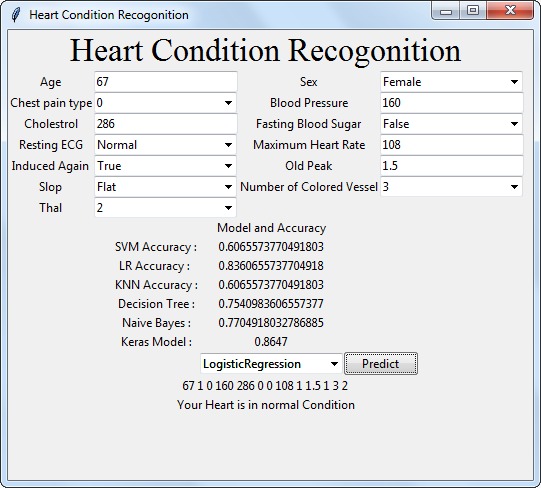 Heart Condition Recogonition
Heart Condition Recogonition
Age 67 Sex Female
Chest pain type 0 Blood Pressure 160
Cholestrol 286 Fasting Blood Sugar False
Resting ECG Normal Maximum Heart Rate 108
Induced Again True Old Peak 1.5
Slop Flat Number of Colored Vessel 3
Thal 2
Model and Accuracy
SVM Accuracy : 0.6065573770491803
LR Accuracy : 0.8360655737704918
KNN Accuracy : 0.6065573770491803
Decision Tree : 0.7540983606557377
Naive Bayes : 0.7704918032786885
Keras Model : 0.8647
LogisticRegression Predict
67 1 0 160 286 0 0 108 1 1.5 1 3 2
Your Heart is in normal Condition